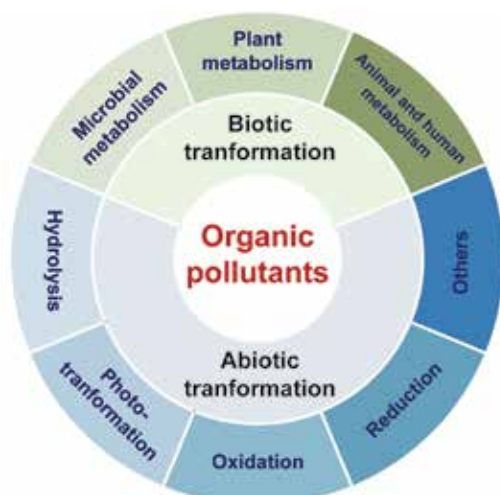 Plant
metabolism
Microbial
metabolism
Animal and human
metabolism
Biotic
tranformation
Organic
pollutants
Hydrolysis
Others
Abiotic
tranformation
Photo-
tranformation
Reduction
Oxidation